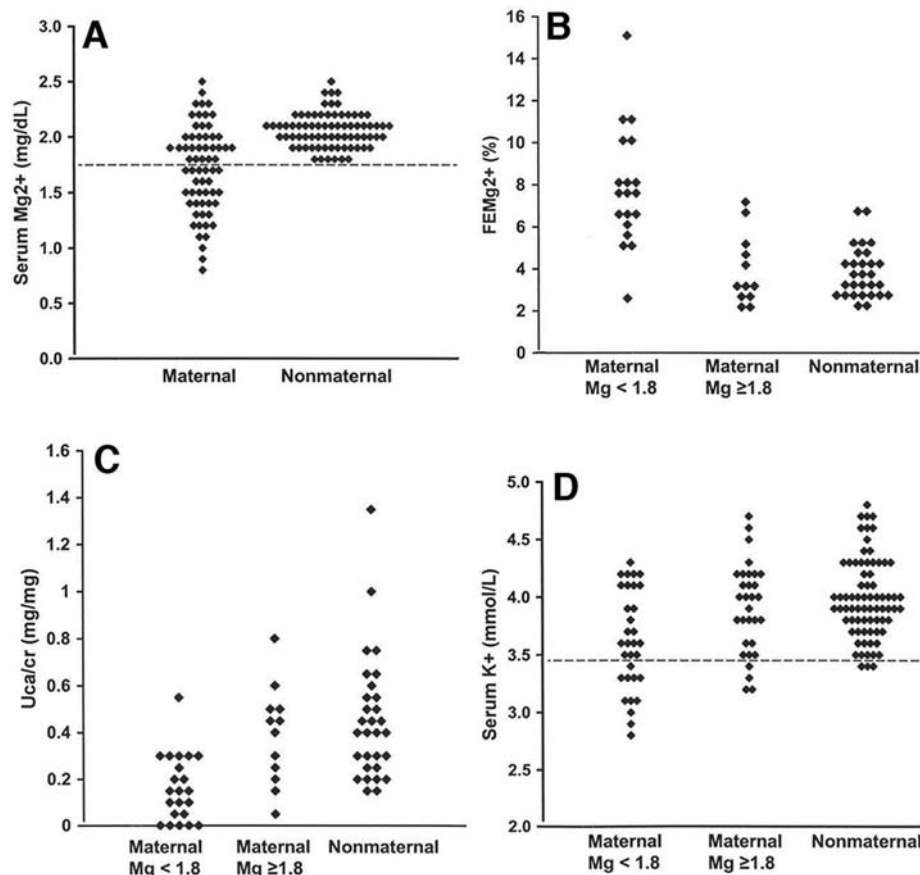 A
Serum Mg2+ (mg/dL)
3.0
2.5
2.0
1.5
1.0
0.5
0.0
Maternal Nonmaternal
B
FEMg2+ (%)
16
14
12
10
8
6
4
2
0
Maternal Maternal Nonmaternal
Mg < 1.8 Mg ≥1.8
C
Uca/cr (mg/mg)
1.6
1.4
1.2
1
0.8
0.6
0.4
0.2
0
Maternal Maternal Nonmaternal
Mg < 1.8 Mg ≥1.8
D
Serum K+ (mmol/L)
5.0
4.5
4.0
3.5
3.0
2.5
2.0
Maternal Maternal Nonmaternal
Mg < 1.8 Mg ≥1.8